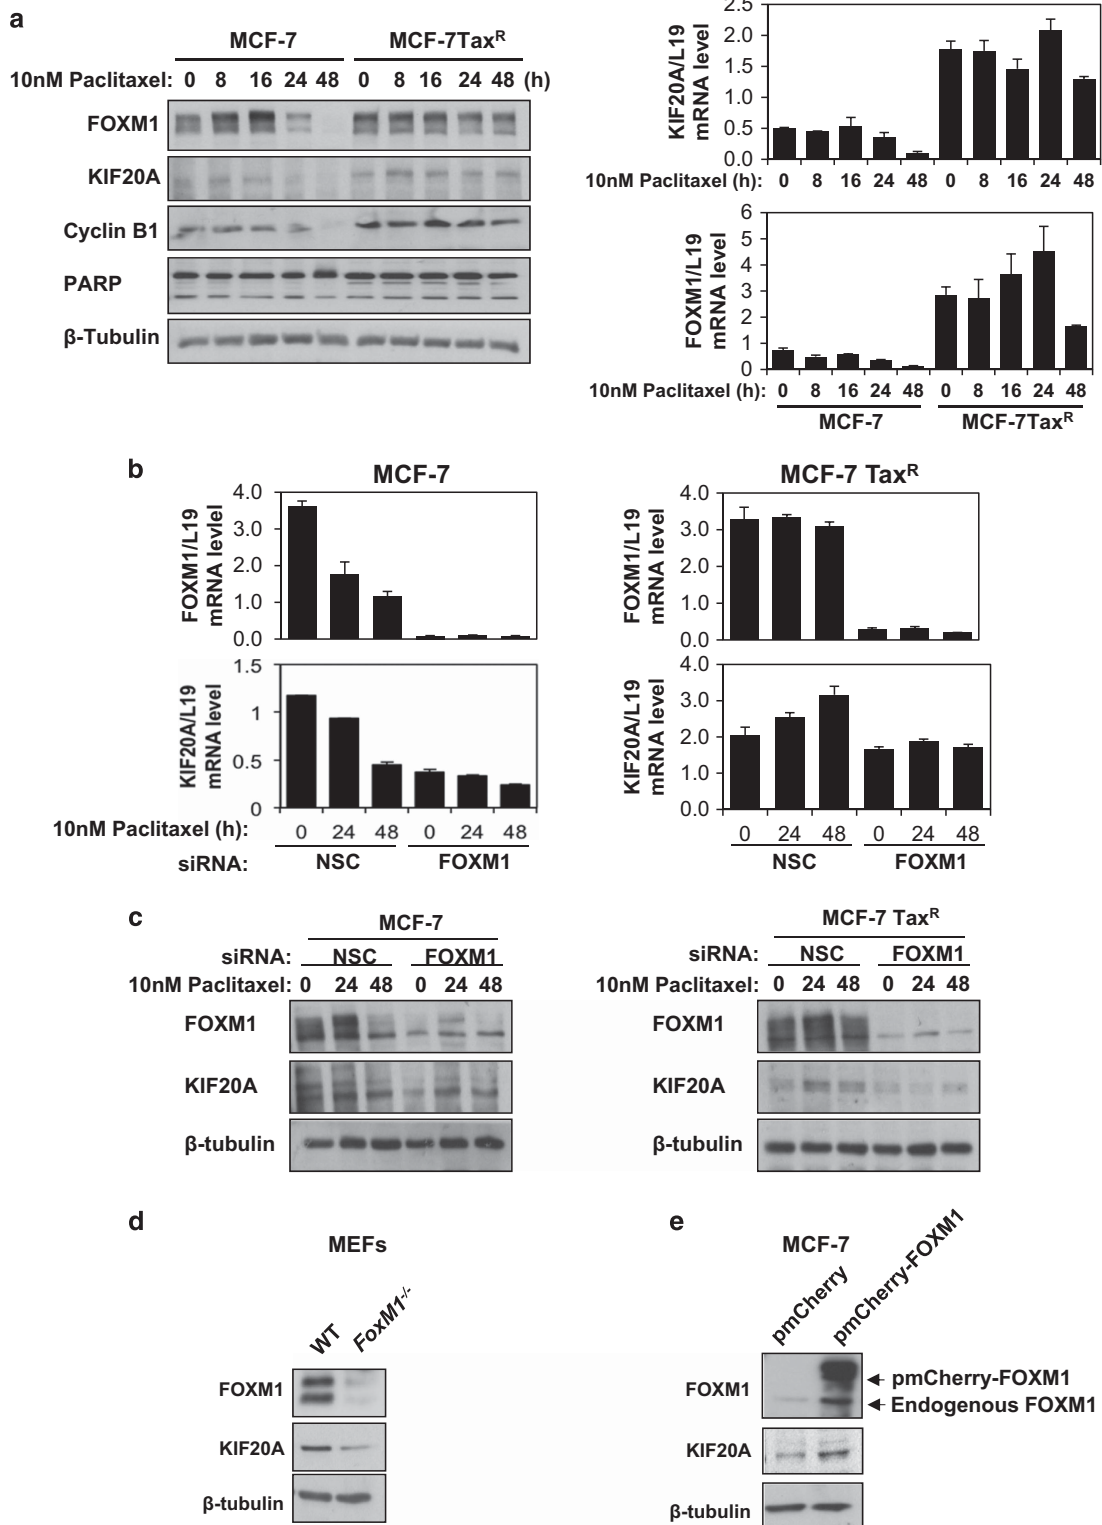 a
MCF-7 MCF-7Tax^R
10nM Paclitaxel: 0 8 16 24 48 0 8 16 24 48 (h)
FOXM1
KIF20A
Cyclin B1
PARP
β-Tubulin
KIF20A/L19
mRNA level
2.5
2.0
1.5
1.0
0.5
0.0
10nM Paclitaxel (h): 0 8 16 24 48 0 8 16 24 48
FOXM1/L19
mRNA level
6
5
4
3
2
1
0
10nM Paclitaxel (h): 0 8 16 24 48 0 8 16 24 48
MCF-7 MCF-7Tax^R
b
MCF-7
FOXM1/L19
mRNA levlel
4.0
3.0
2.0
1.0
0.0
KIF20A/L19
mRNA level
1.5
1
0.5
0
10nM Paclitaxel (h): 0 24 48 0 24 48
siRNA: NSC FOXM1
MCF-7 Tax^R
FOXM1/L19
mRNA level
4.0
3.0
2.0
1.0
0.0
KIF20A/L19
mRNA level
4.0
3.0
2.0
1.0
0.0
0 24 48 0 24 48
NSC FOXM1
c
MCF-7
siRNA: NSC FOXM1
10nM Paclitaxel: 0 24 48 0 24 48
FOXM1
KIF20A
β-tubulin
MCF-7 Tax^R
siRNA: NSC FOXM1
10nM Paclitaxel: 0 24 48 0 24 48
FOXM1
KIF20A
β-tubulin
d
MEFs
WT FoxM1-/-
FOXM1
KIF20A
β-tubulin
e
MCF-7
pmCherry pmCherry-FOXM1
FOXM1
pmCherry-FOXM1
Endogenous FOXM1
KIF20A
β-tubulin